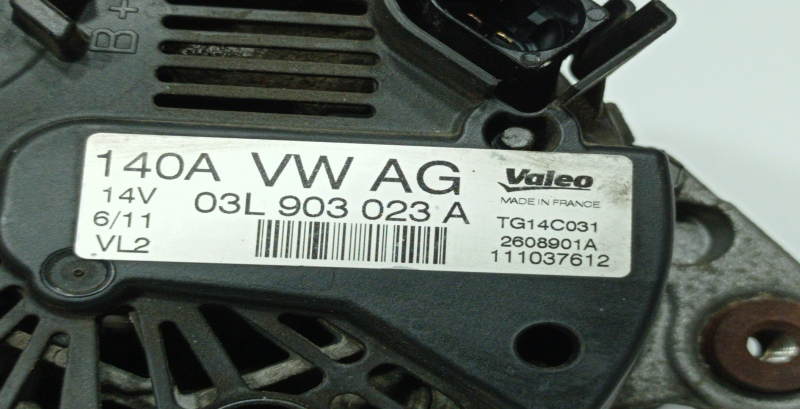 B+
140A VW AG
14V 03L 903 023 A
6/11
VL2
Valeo
MADE IN FRANCE
TG14C031
2608901A
111037612